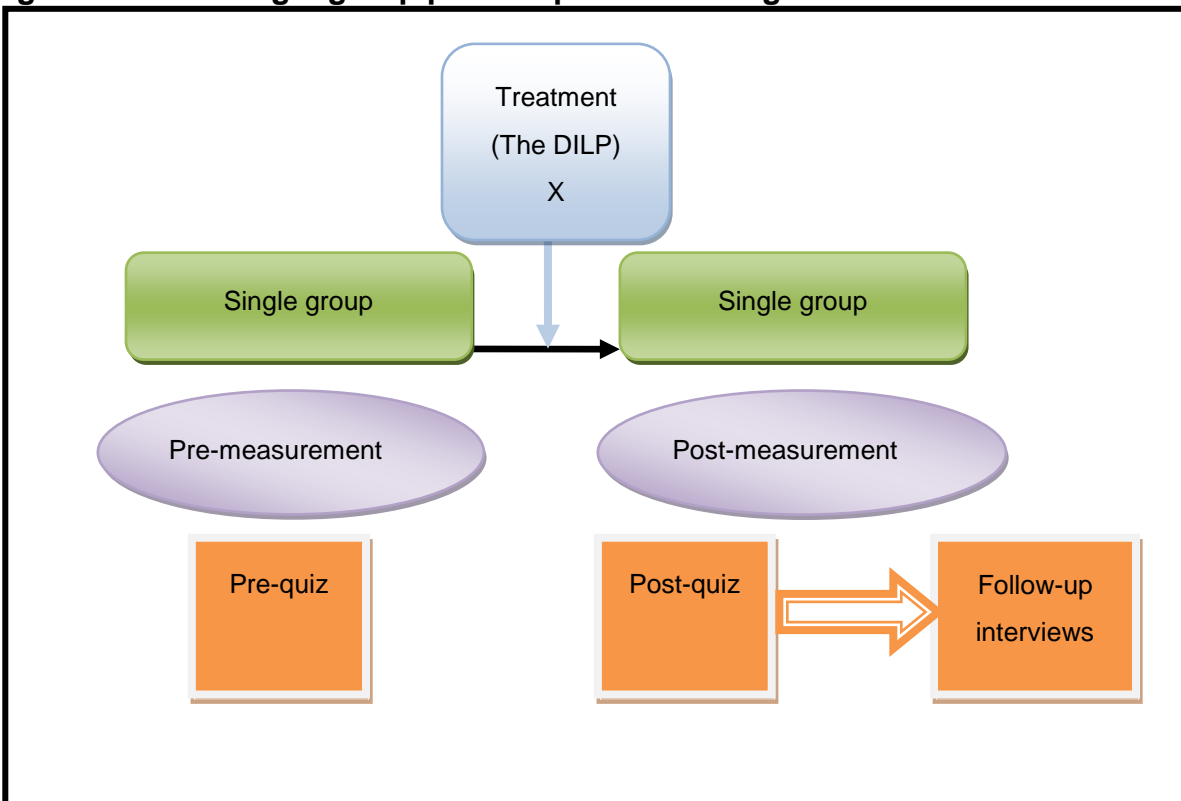 Treatment
(The DILP)
X
Single group
Single group
Pre-measurement
Post-measurement
Pre-quiz
Post-quiz
Follow-up
interviews